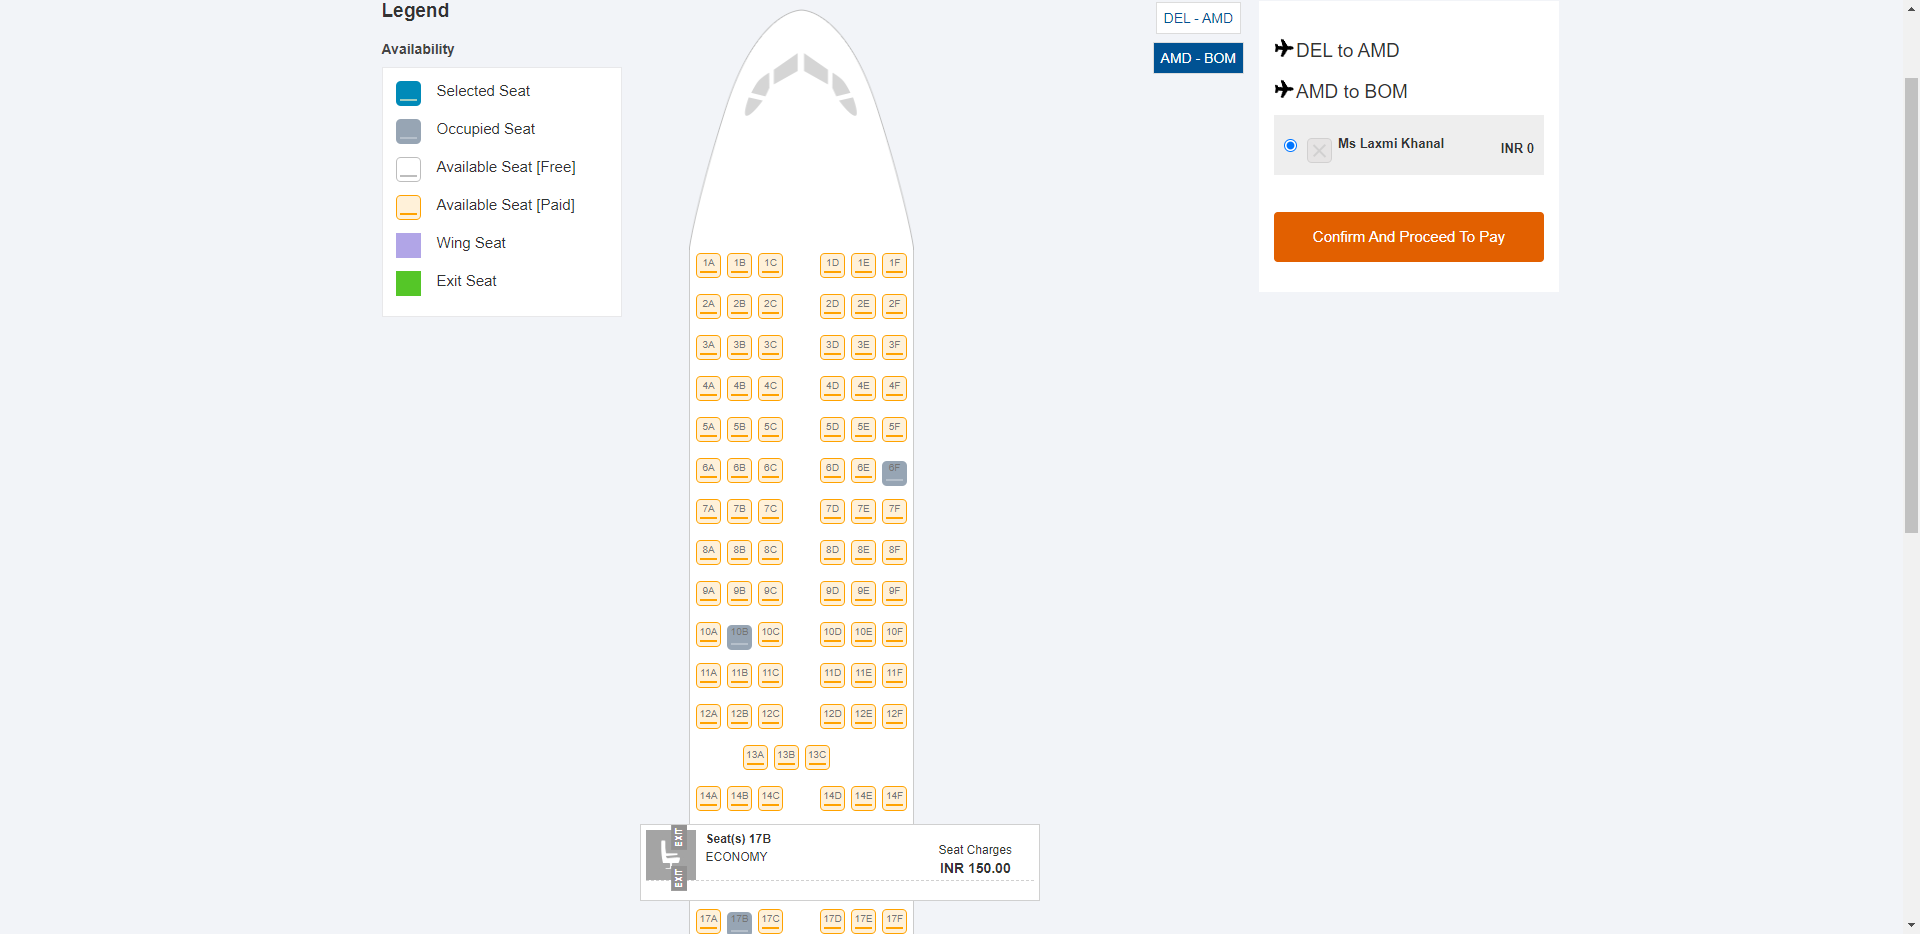 Legend
Availability
Selected Seat
Occupied Seat
Available Seat [Free]
Available Seat [Paid]
Wing Seat
Exit Seat
1A 1B 1C 1D 1E 1F
2A 2B 2C 2D 2E 2F
3A 3B 3C 3D 3E 3F
4A 4B 4C 4D 4E 4F
5A 5B 5C 5D 5E 5F
6A 6B 6C 6D 6E 6F
7A 7B 7C 7D 7E 7F
8A 8B 8C 8D 8E 8F
9A 9B 9C 9D 9E 9F
10A 10B 10C 10D 10E 10F
11A 11B 11C 11D 11E 11F
12A 12B 12C 12D 12E 12F
13A 13B 13C
14A 14B 14C 14D 14E 14F
EXIT
EXIT
Seat(s) 17B
ECONOMY
Seat Charges
INR 150.00
17A 17B 17C 17D 17E 17F
DEL - AMD
AMD - BOM
DEL to AMD
AMD to BOM
Ms Laxmi Khanal
INR 0
Confirm And Proceed To Pay